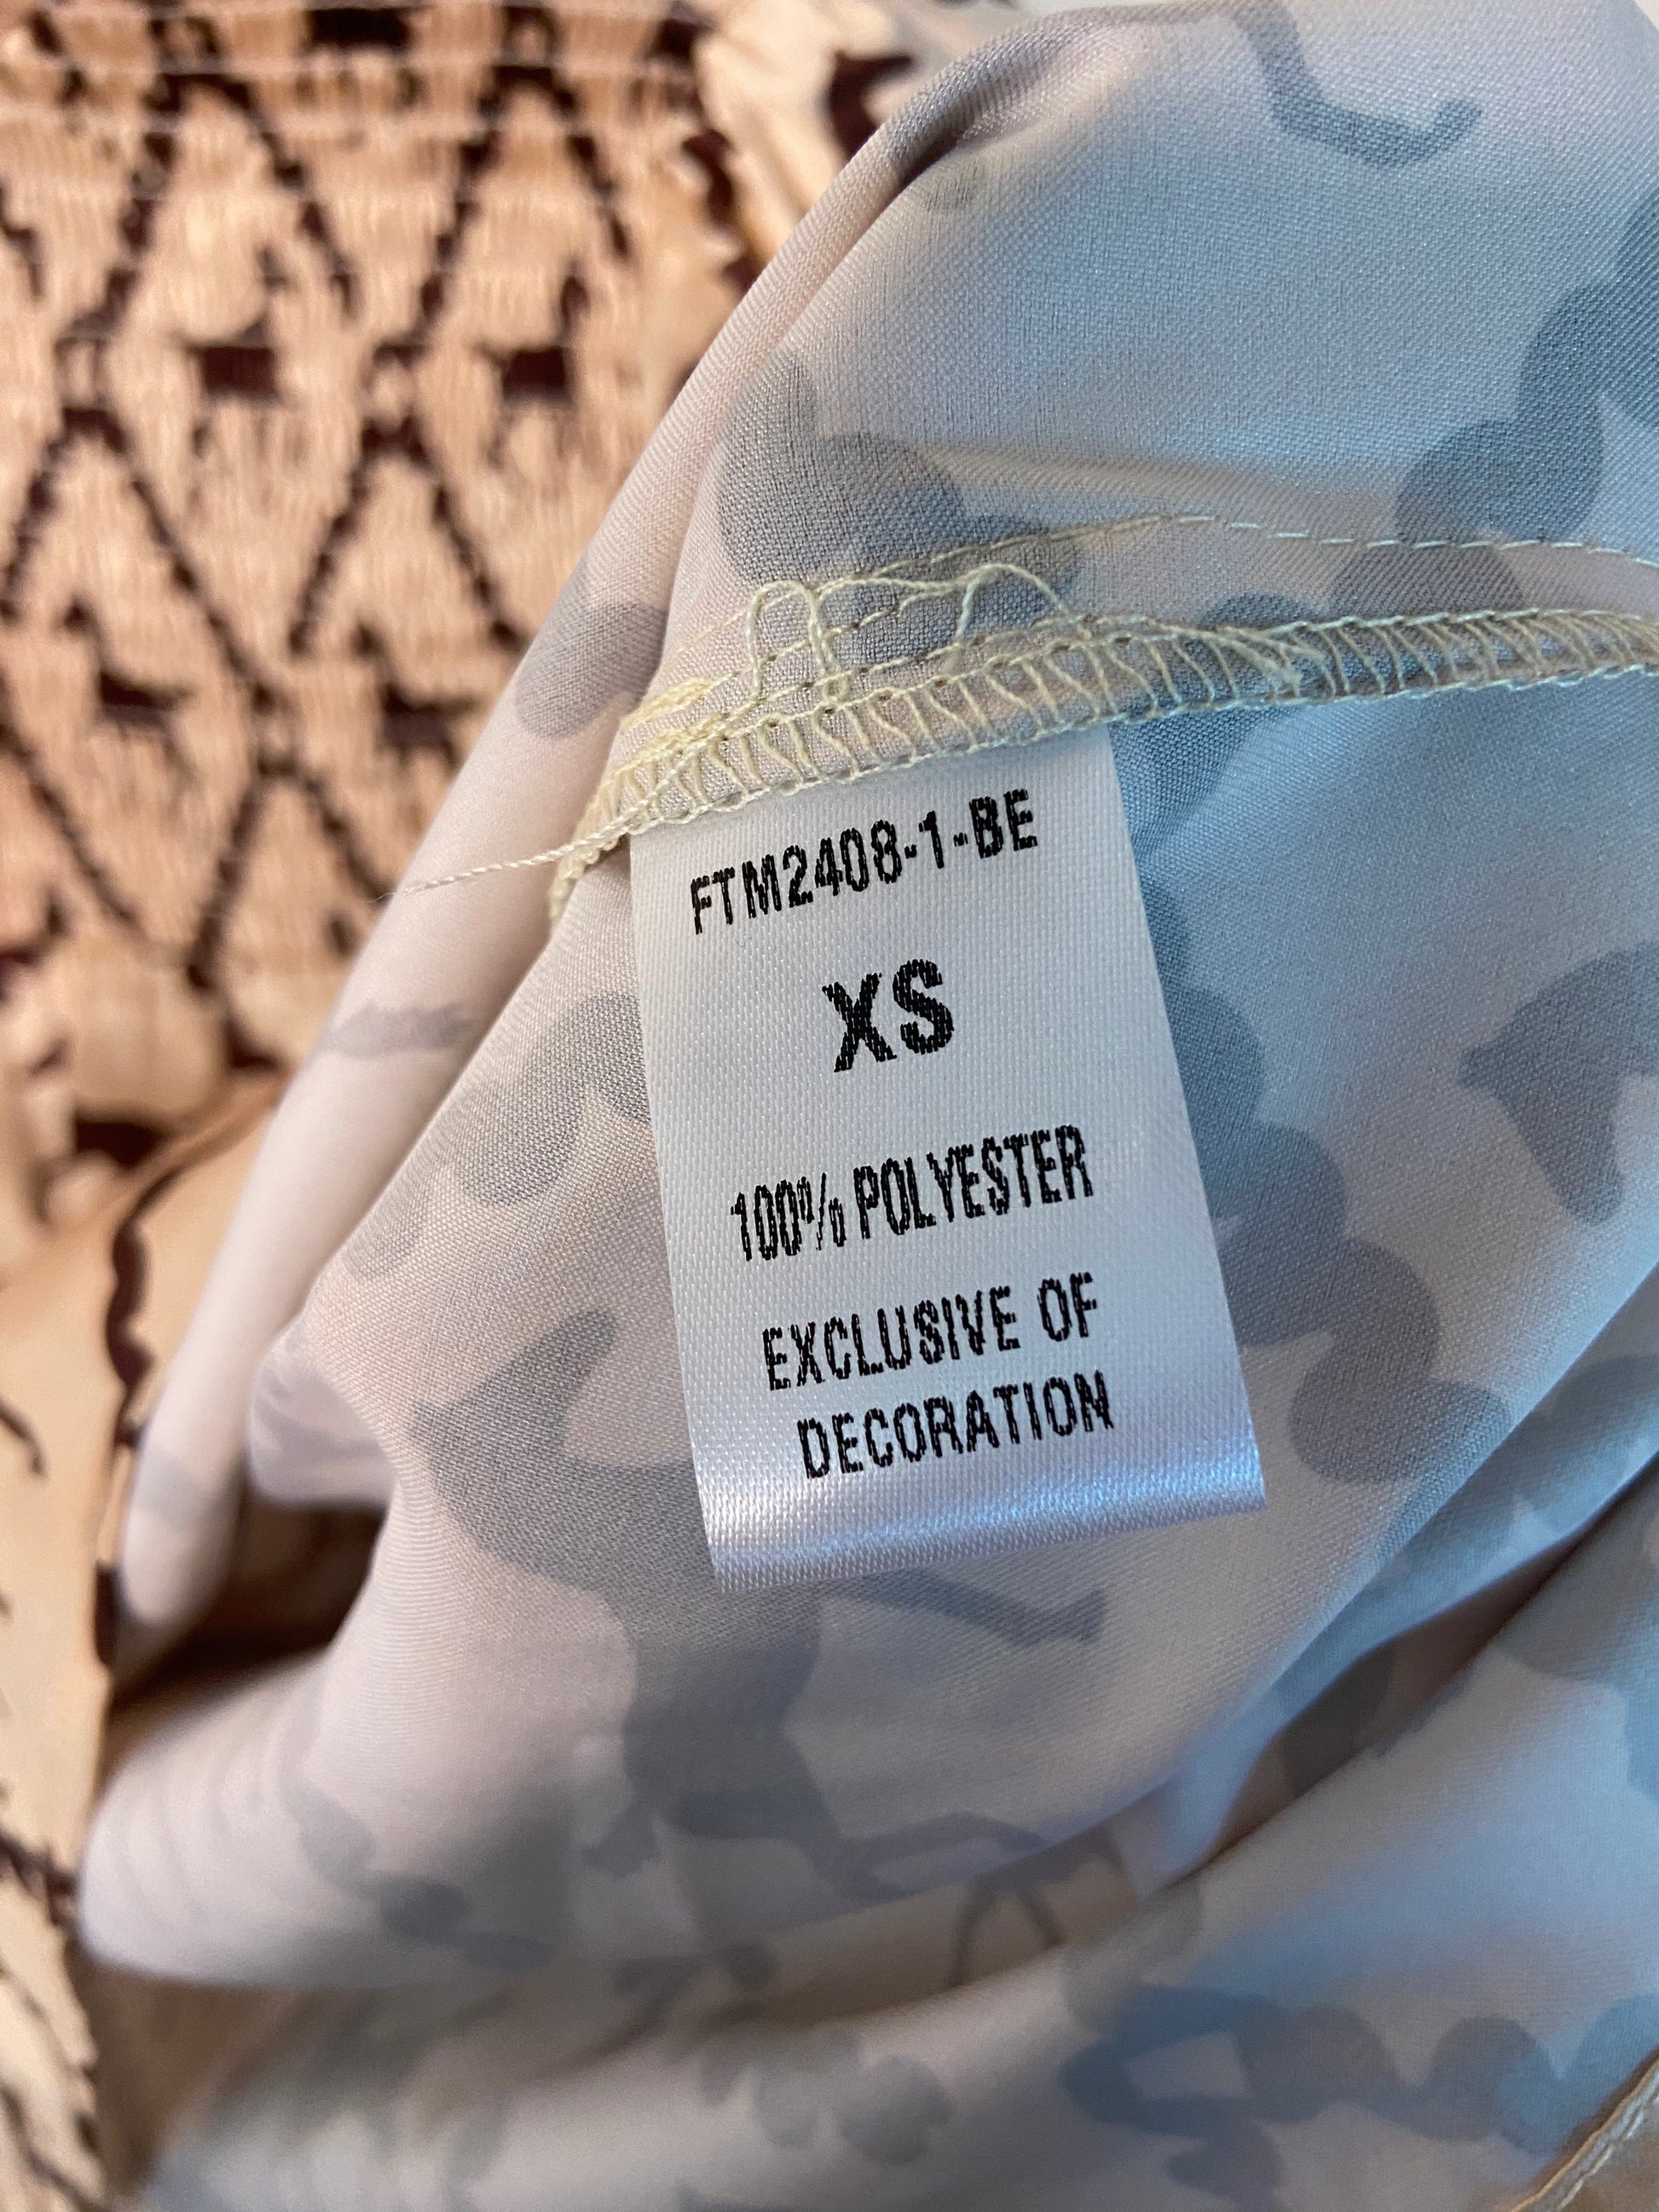 FTM2408-1-BE
XS
100% POLYESTER
EXCLUSIVE OF
DECORATION